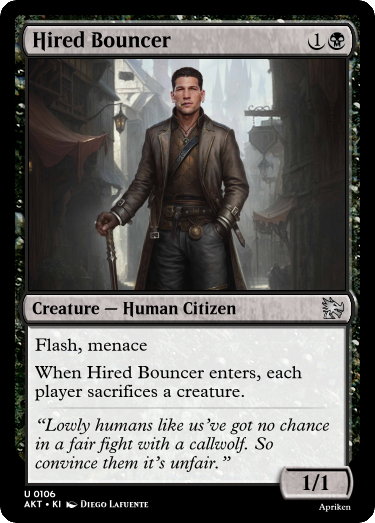 Hired Bouncer 1
Creature — Human Citizen
Flash, menace
When Hired Bouncer enters, each
player sacrifices a creature.
“Lowly humans like us’ve got no chance
in a fair fight with a callwolf. So
convince them it’s unfair.”
1/1
U 0106
AKT • KI Diego Lafuente
Apriken